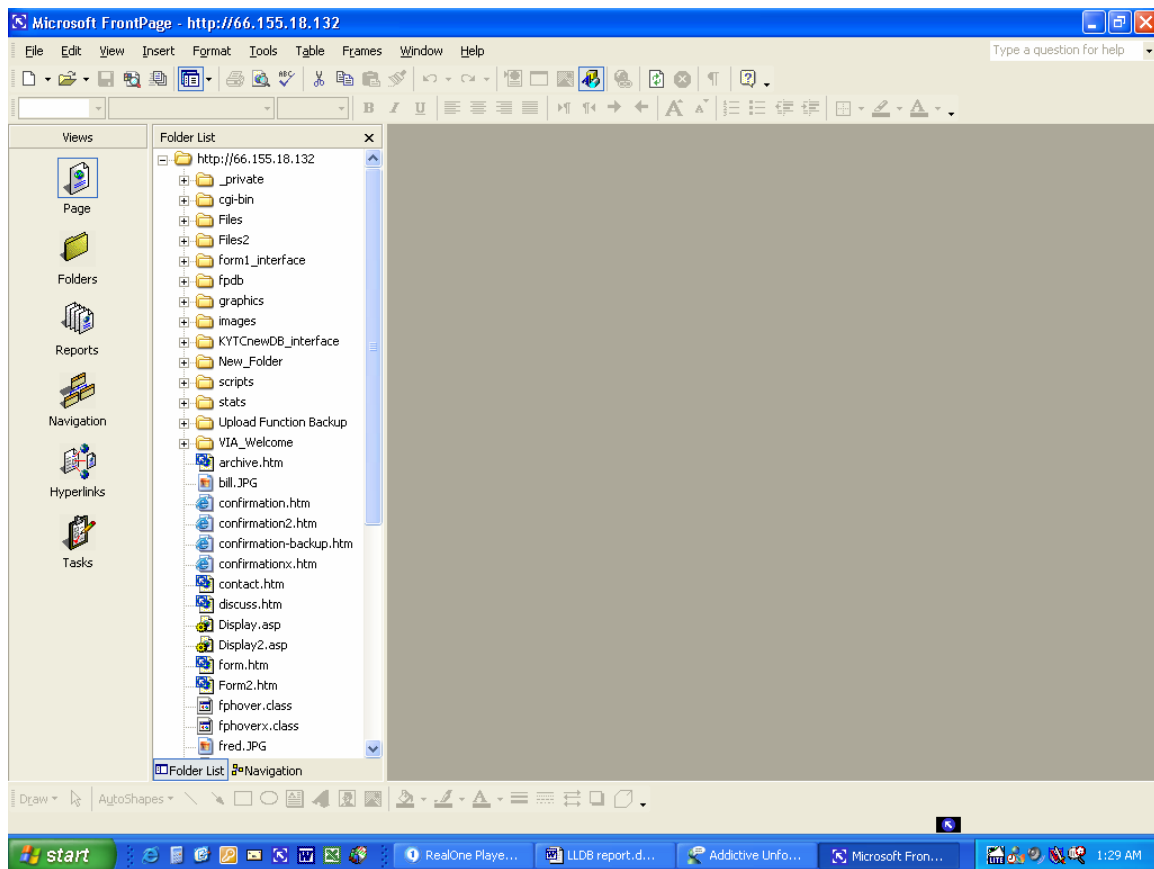 Microsoft FrontPage - http://66.155.18.132
File Edit View Insert Format Tools Table Frames Window Help
Type a question for help
Views
Folder List
Page
Folders
Reports
Navigation
Hyperlinks
Tasks
http://66.155.18.132
_private
cgi-bin
Files
Files2
form1_interface
fpdb
graphics
images
KYTCnewDB_interface
New_Folder
scripts
stats
Upload Function Backup
VIA_Welcome
archive.htm
bill.JPG
confirmation.htm
confirmation2.htm
confirmation-backup.htm
confirmationx.htm
contact.htm
discuss.htm
Display.asp
Display2.asp
form.htm
Form2.htm
fphover.class
fphoverx.class
fred.JPG
Folder List Navigation
Draw AutoShapes
start RealOne Playe... LLDB report.d... Addictive Unfo... Microsoft Fron... 1:29 AM